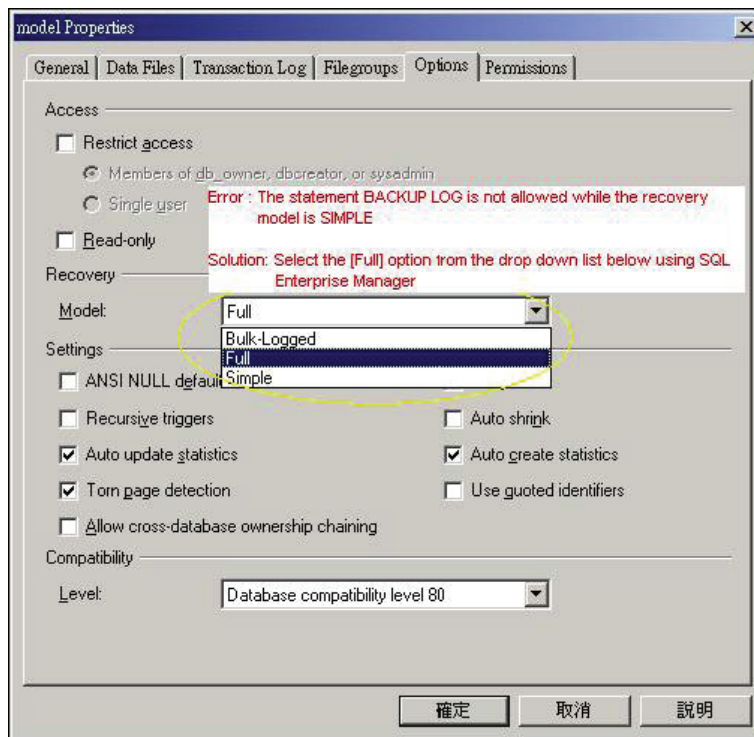 model Properties
General Data Files Transaction Log Filegroups Options Permissions
Access
Restrict access
Members of db_owner, dbcreator, or sysadmin
Single user
Error : The statement BACKUP LOG is not allowed while the recovery
model is SIMPLE
Read-only
Solution: Select the [Full] option from the drop down list below using SQL
Enterprise Manager
Recovery
Model: Full
Bulk-Logged
Full
Simple
Settings
ANSI NULL defau
Recursive triggers Auto shrink
Auto update statistics Auto create statistics
Torn page detection Use quoted identifiers
Allow cross-database ownership chaining
Compatibility
Level: Database compatibility level 80
確定 取消 說明